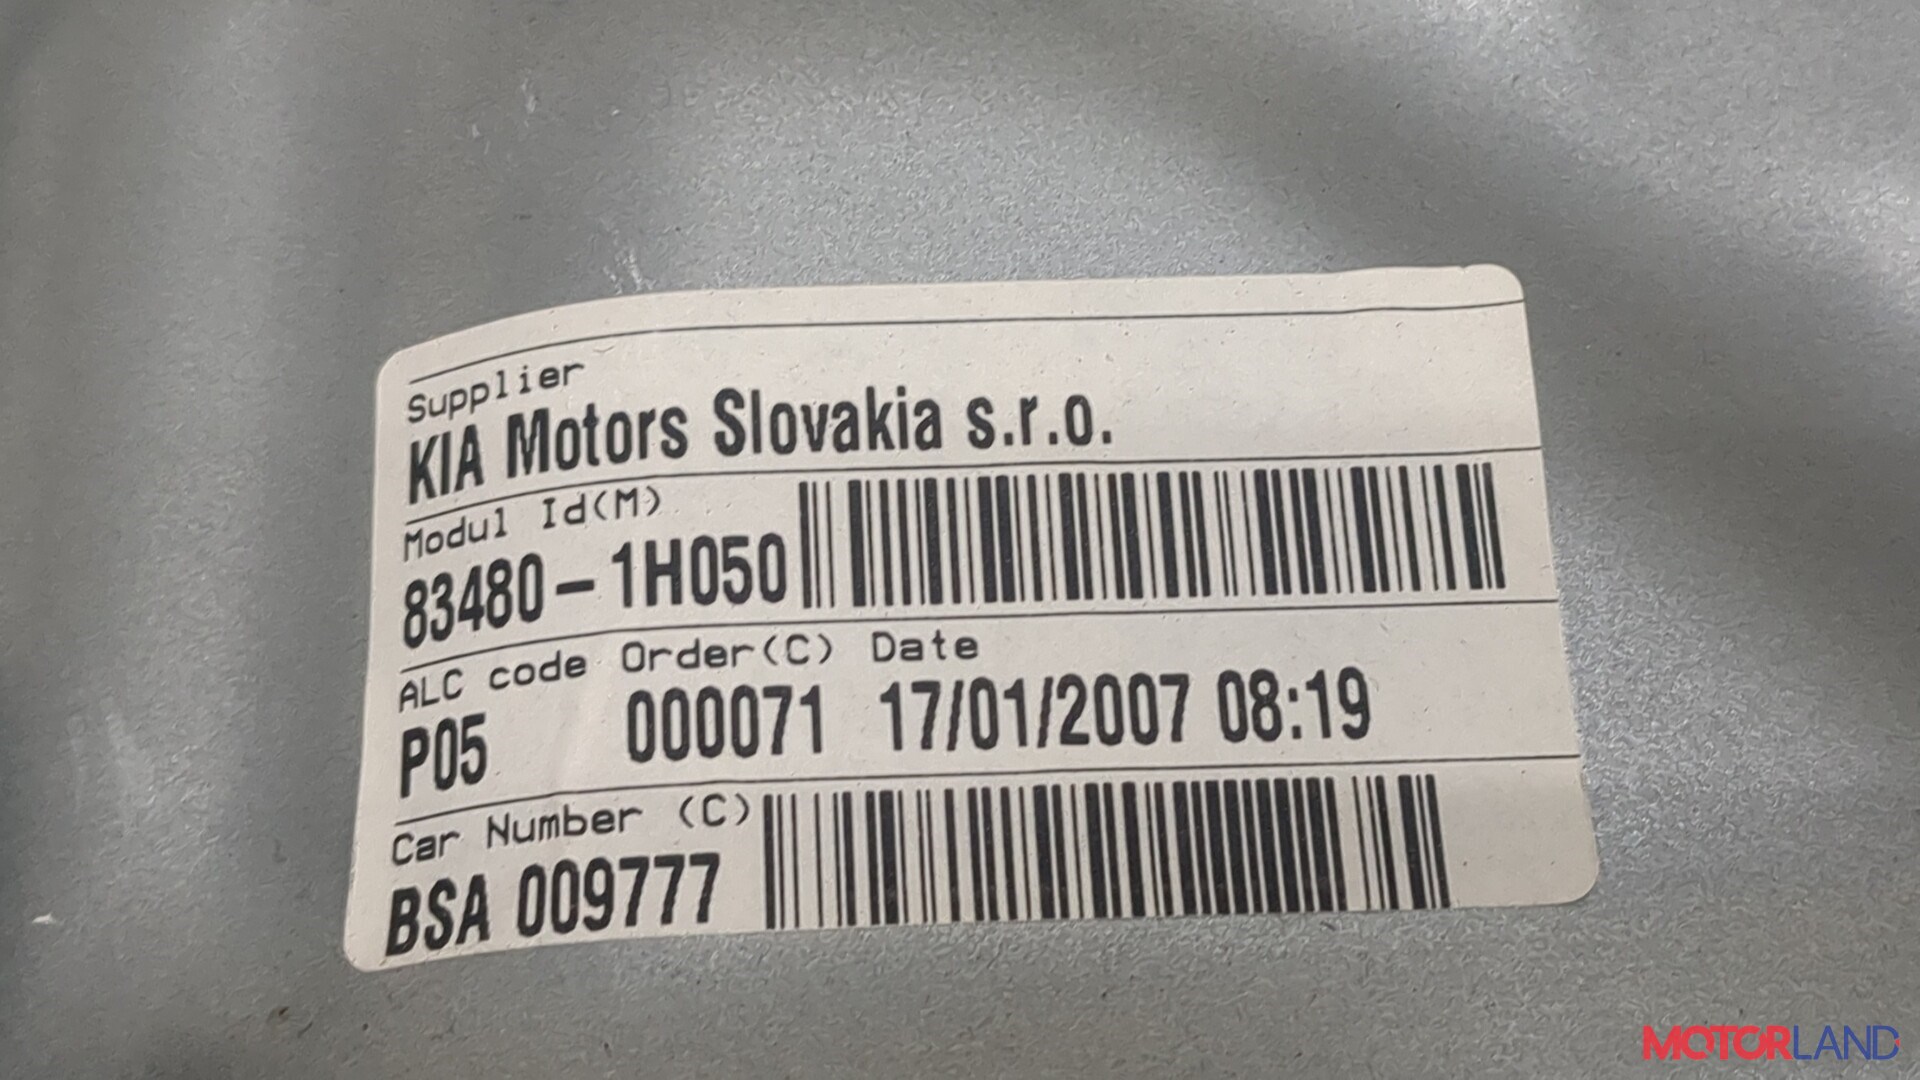 Supplier
KIA Motors Slovakia s.r.o.
Modul Id(M)
83480-1H050
ALC code Order(C) Date
P05 000071 17/01/2007 08:19
Car Number (C)
BSA 009777
MOTORLAND